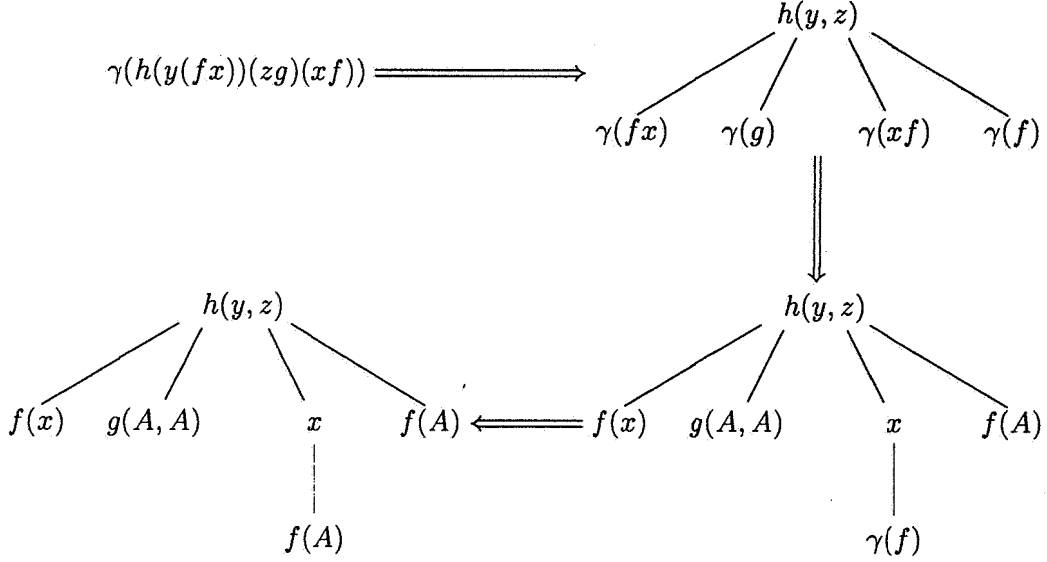 h(y, z)
γ(h(y(fx))(zg)(xf))
γ(fx) γ(g) γ(xf) γ(f)
h(y, z) h(y, z)
f(x) g(A, A) x f(A) f(x) g(A, A) x f(A)
f(A) γ(f)